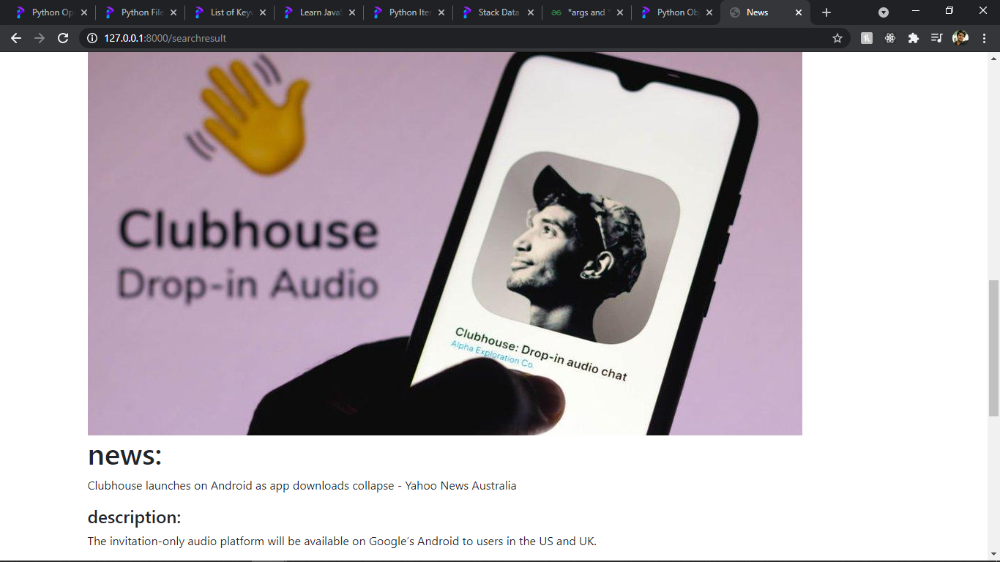 Python Op
Python File
List of Key
Learn Java
Python Iter
Stack Data
*args and *
Python Obj
News
127.0.0.1:8000/searchresult
Clubhouse
Drop-in Audio
Clubhouse: Drop-in audio chat
Alpha Exploration Co.
news:
Clubhouse launches on Android as app downloads collapse - Yahoo News Australia
description:
The invitation-only audio platform will be available on Google’s Android to users in the US and UK.